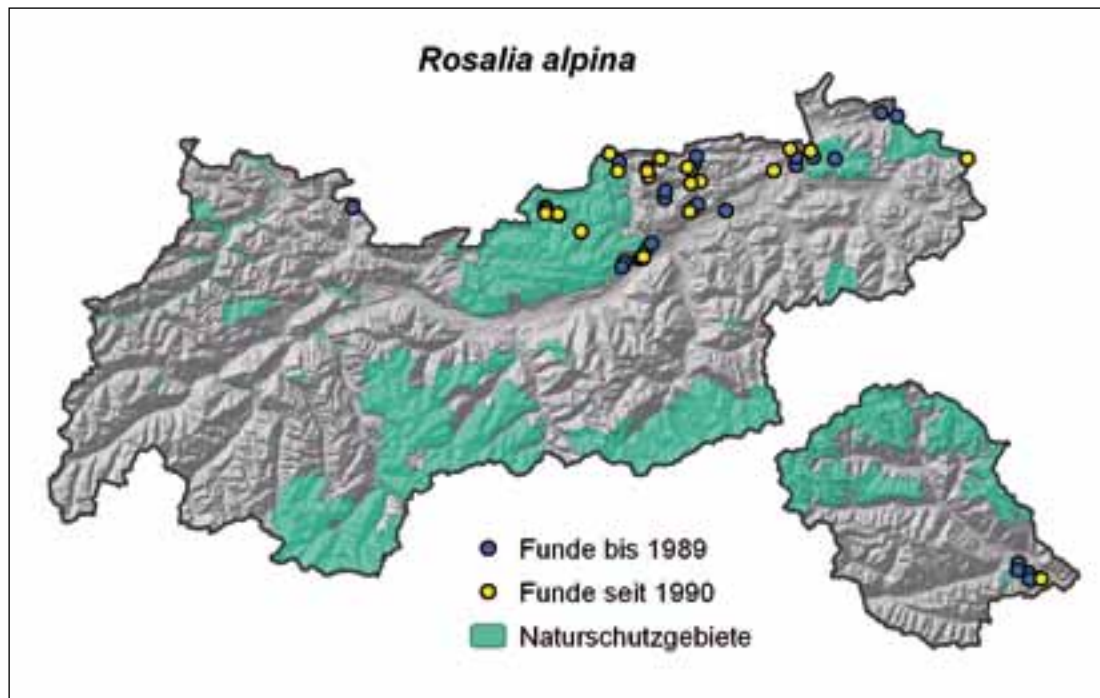 Rosalia alpina
Funde bis 1989
Funde seit 1990
Naturschutzgebiete